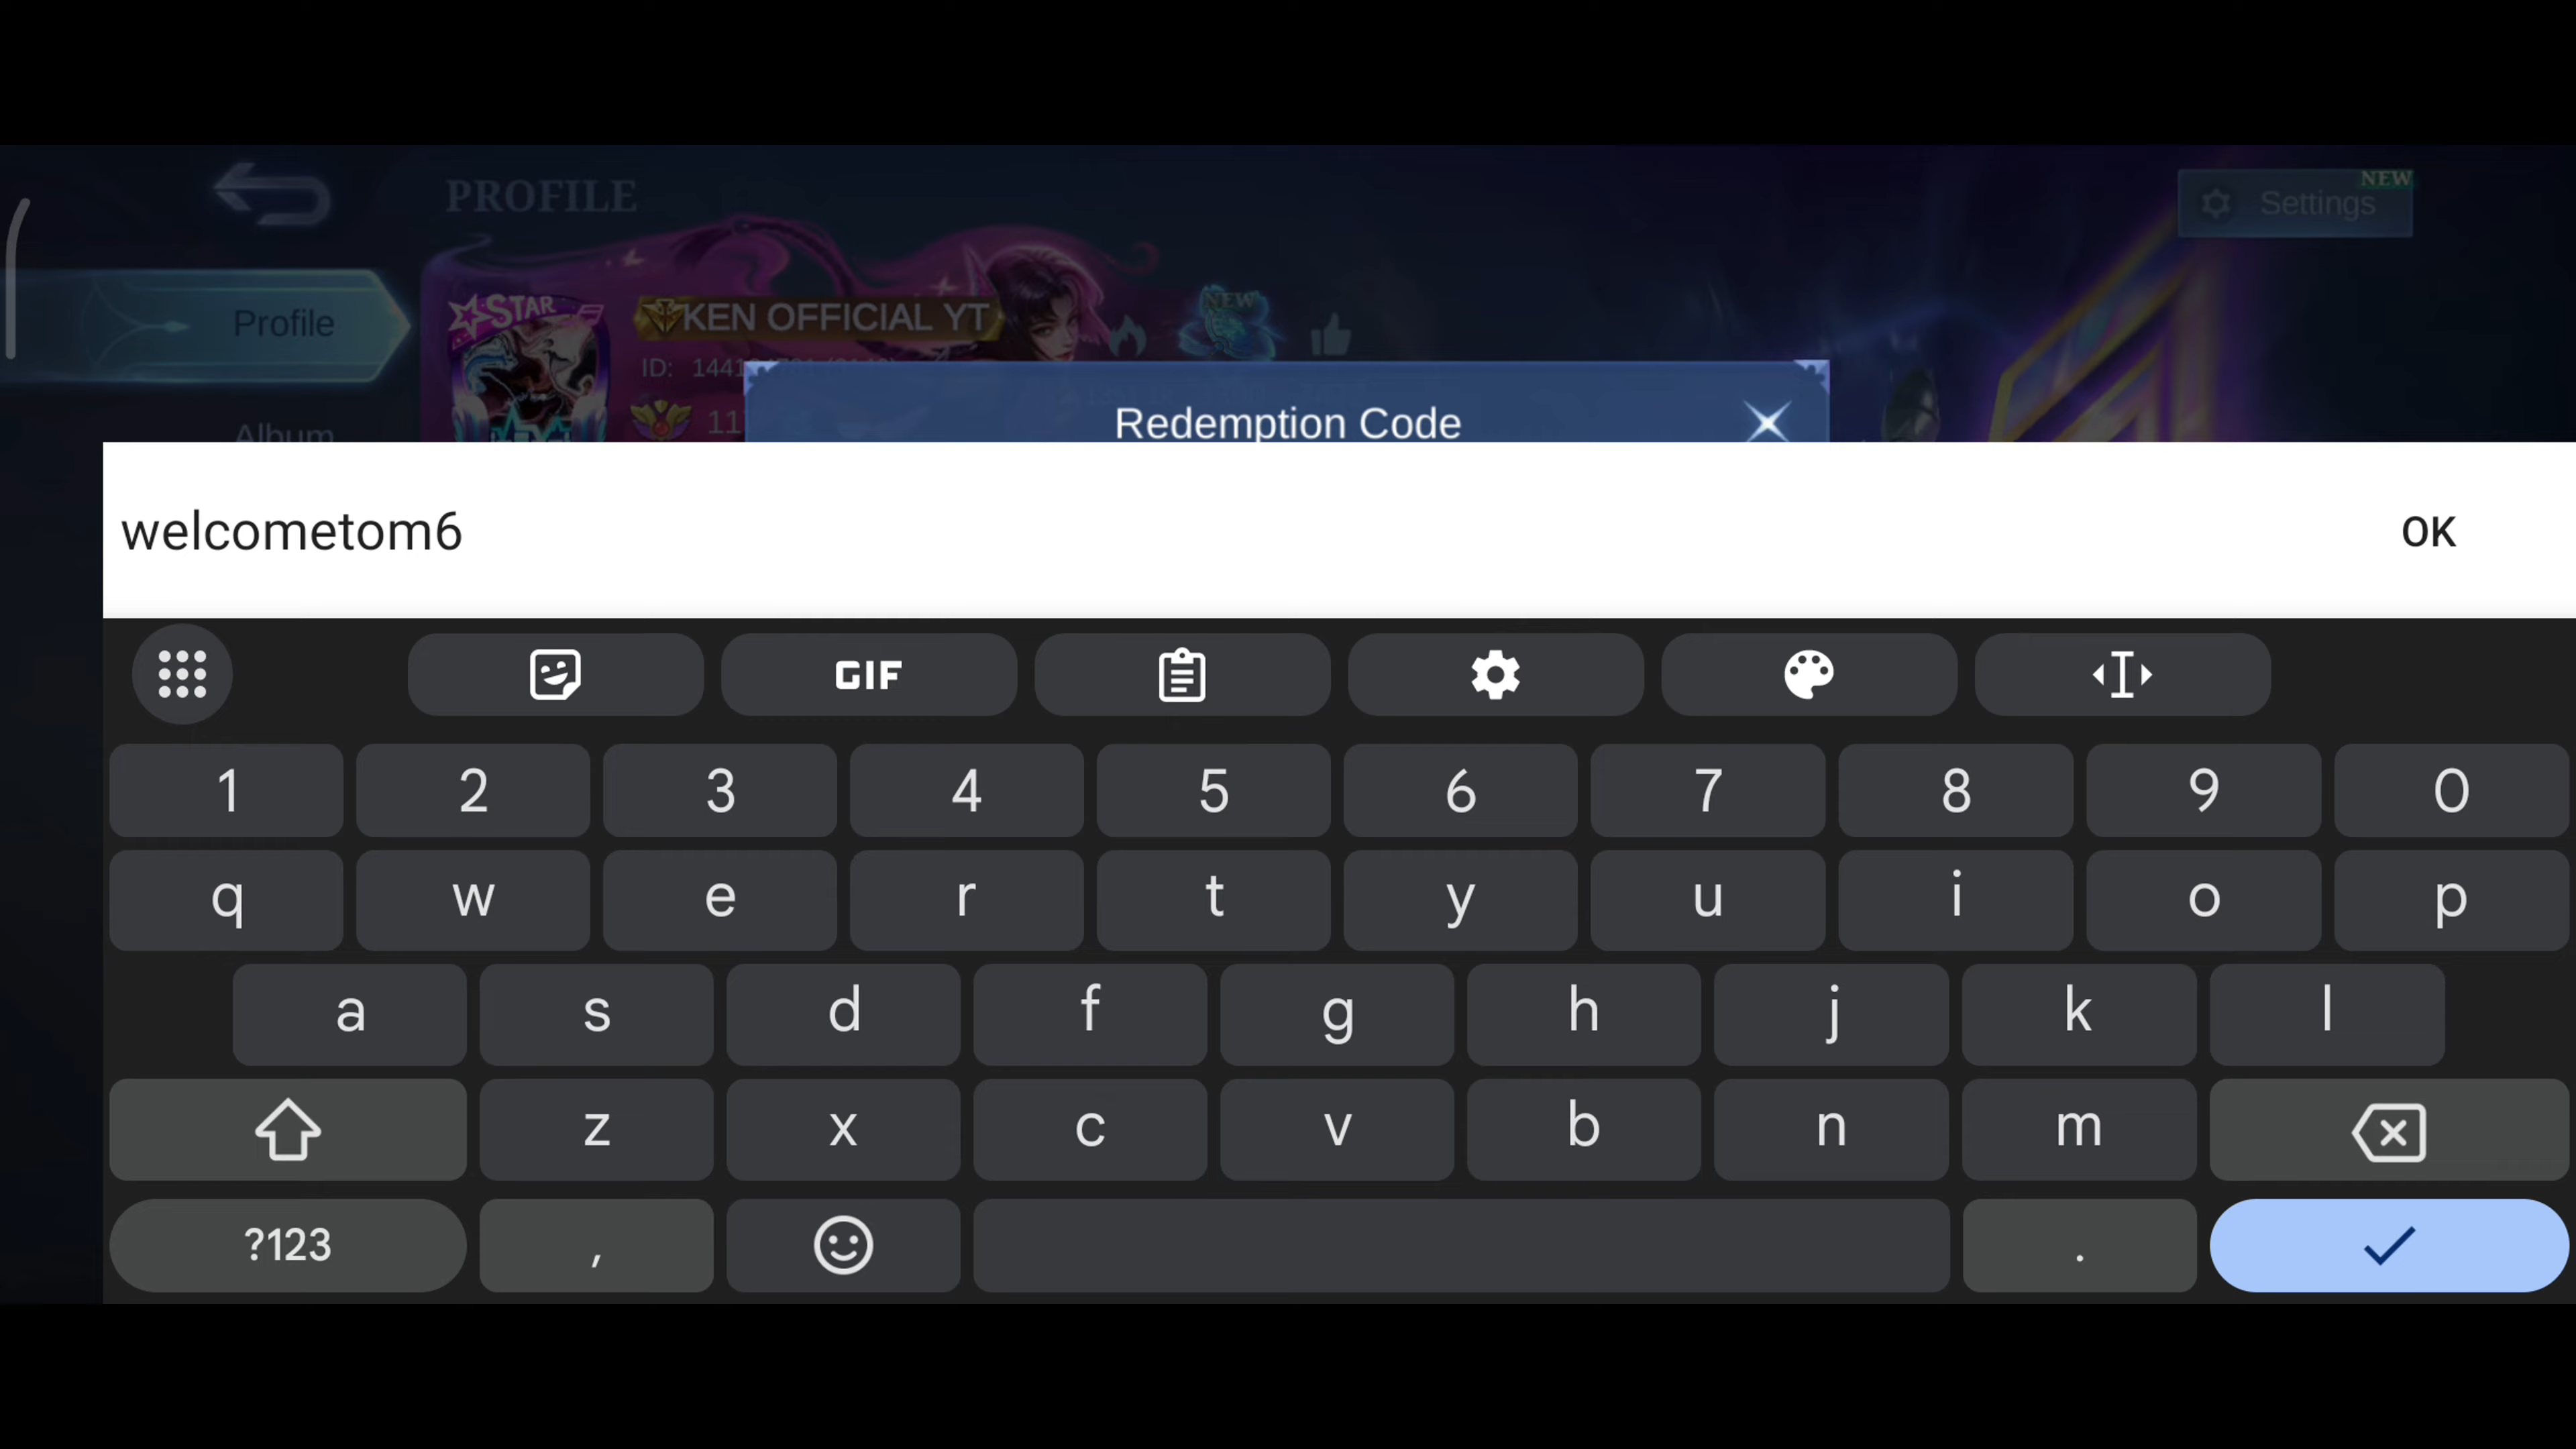 PROFILE
NEW
Settings
Profile
STAR
KEN OFFICIAL YT
NEW
ID:
Album
Redemption Code
welcometom6
OK
GIF
1 2 3 4 5 6 7 8 9 0
q w e r t y u i o p
a s d f g h j k l
z x c v b n m
?123 , .